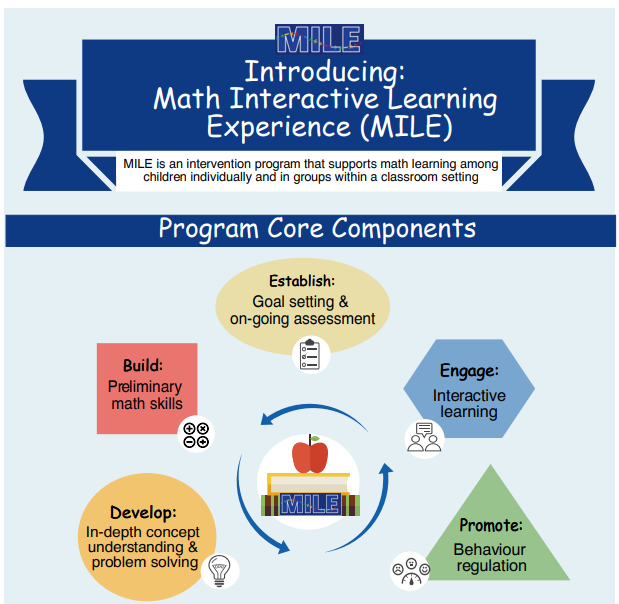 MILE
Introducing:
Math Interactive Learning
Experience (MILE)
MILE is an intervention program that supports math learning among
children individually and in groups within a classroom setting
Program Core Components
Establish:
Goal setting &
on-going assessment
Build:
Preliminary
math skills
Engage:
Interactive
learning
MILE
Develop:
In-depth concept
understanding &
problem solving
Promote:
Behaviour
regulation